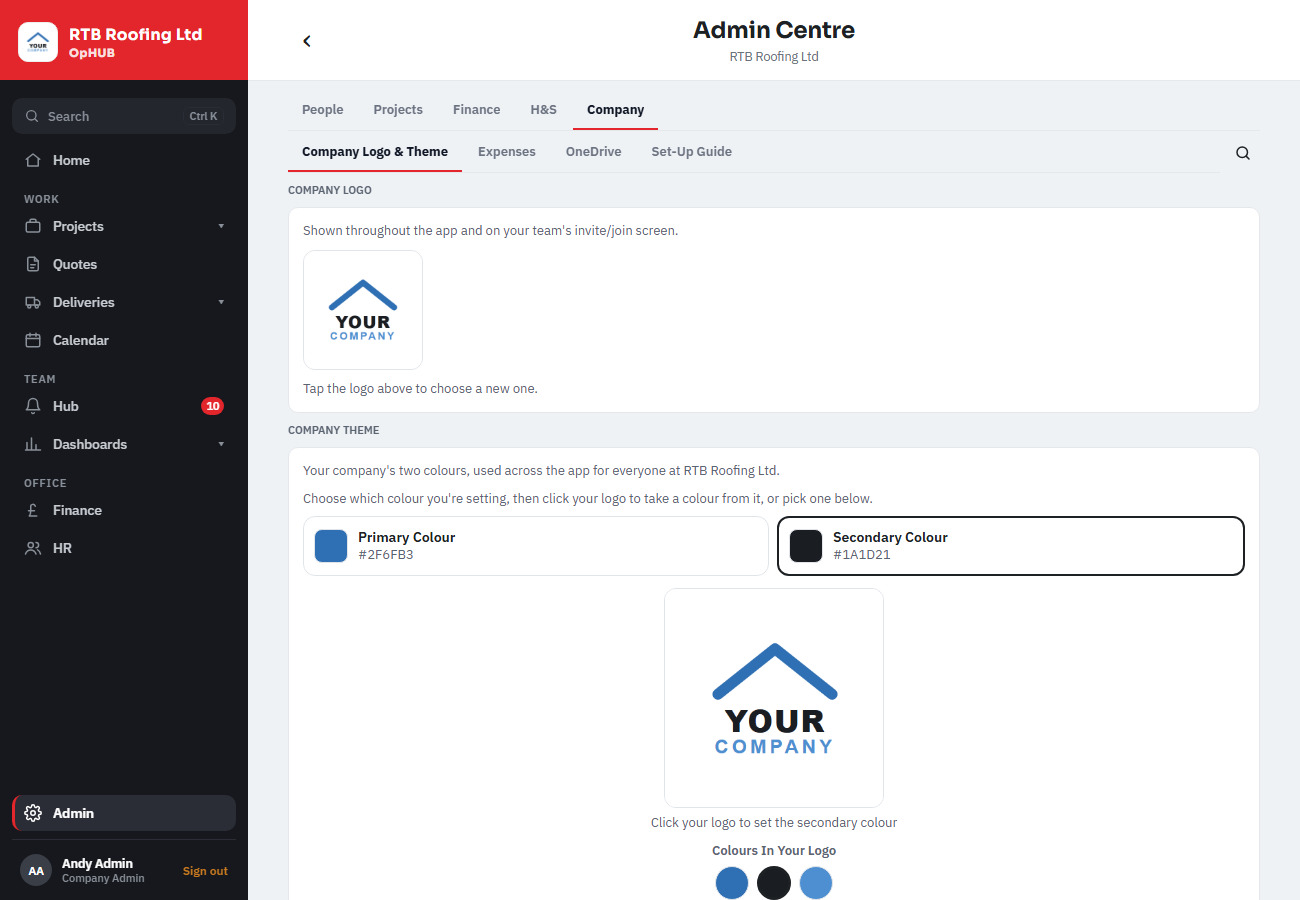 YOUR
COMPANY
RTB Roofing Ltd
OpHUB
Search
Ctrl K
Home
WORK
Projects
Quotes
Deliveries
Calendar
TEAM
Hub
10
Dashboards
OFFICE
Finance
HR
Admin
AA
Andy Admin
Company Admin
Sign out
Admin Centre
RTB Roofing Ltd
People
Projects
Finance
H&S
Company
Company Logo & Theme
Expenses
OneDrive
Set-Up Guide
COMPANY LOGO
Shown throughout the app and on your team's invite/join screen.
YOUR
COMPANY
Tap the logo above to choose a new one.
COMPANY THEME
Your company's two colours, used across the app for everyone at RTB Roofing Ltd.
Choose which colour you're setting, then click your logo to take a colour from it, or pick one below.
Primary Colour
#2F6FB3
Secondary Colour
#1A1D21
YOUR
COMPANY
Click your logo to set the secondary colour
Colours In Your Logo